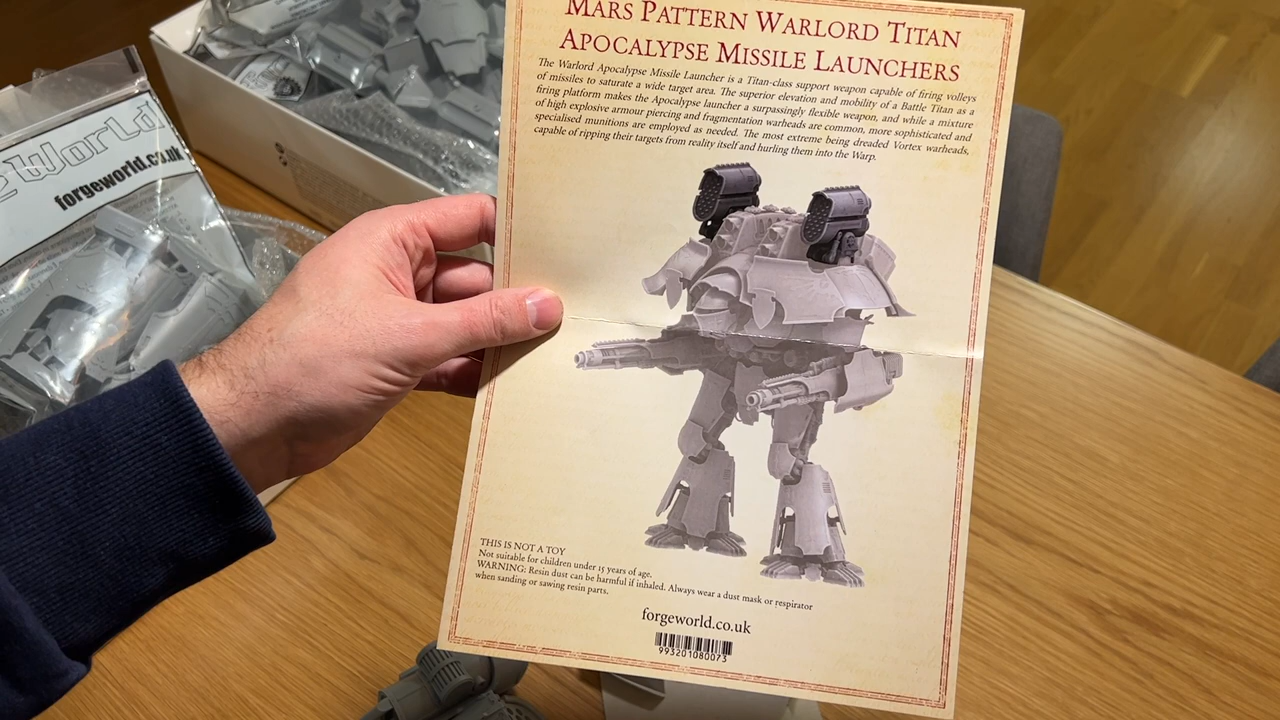 MARS PATTERN WARLORD TITAN
APOCALYPSE MISSILE LAUNCHERS
The Warlord Apocalypse Missile Launcher is a Titan-class support weapon capable of firing volleys
of missiles to saturate a wide target area. The superior elevation and mobility of a Battle Titan as a
firing platform makes the Apocalypse launcher a surpassingly flexible weapon, and while a mixture
of high explosive armour piercing and fragmentation warheads are common, more sophisticated and
specialised munitions are employed as needed. The most extreme being dreaded Vortex warheads,
capable of ripping their targets from reality itself and hurling them into the Warp.
THIS IS NOT A TOY
Not suitable for children under 15 years of age.
WARNING: Resin dust can be harmful if inhaled. Always wear a dust mask or respirator
when sanding or sawing resin parts.
forgeworld.co.uk
993201080073
World
forgeworld.co.uk